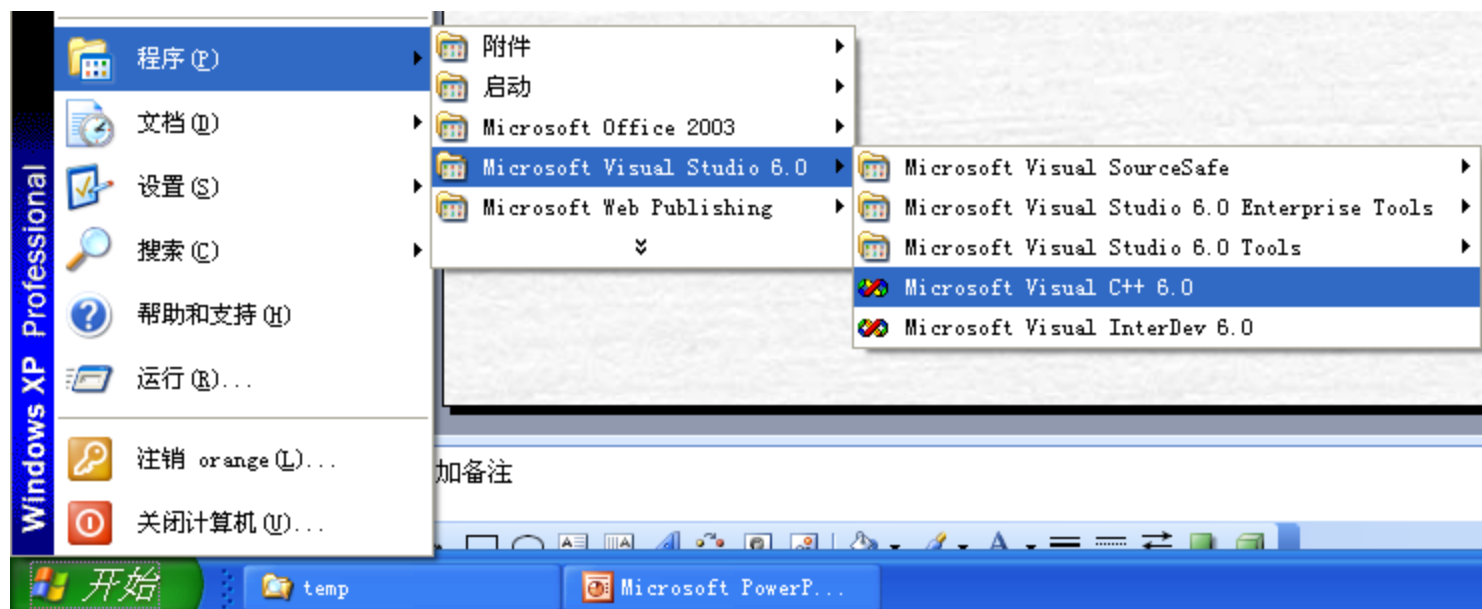 Windows XP Professional
程序(P)
文档(D)
设置(S)
搜索(C)
帮助和支持(H)
运行(R)...
注销 orange(L)...
关闭计算机(U)...
附件
启动
Microsoft Office 2003
Microsoft Visual Studio 6.0
Microsoft Web Publishing
Microsoft Visual SourceSafe
Microsoft Visual Studio 6.0 Enterprise Tools
Microsoft Visual Studio 6.0 Tools
Microsoft Visual C++ 6.0
Microsoft Visual InterDev 6.0
加备注
A
开始
temp
Microsoft PowerP...